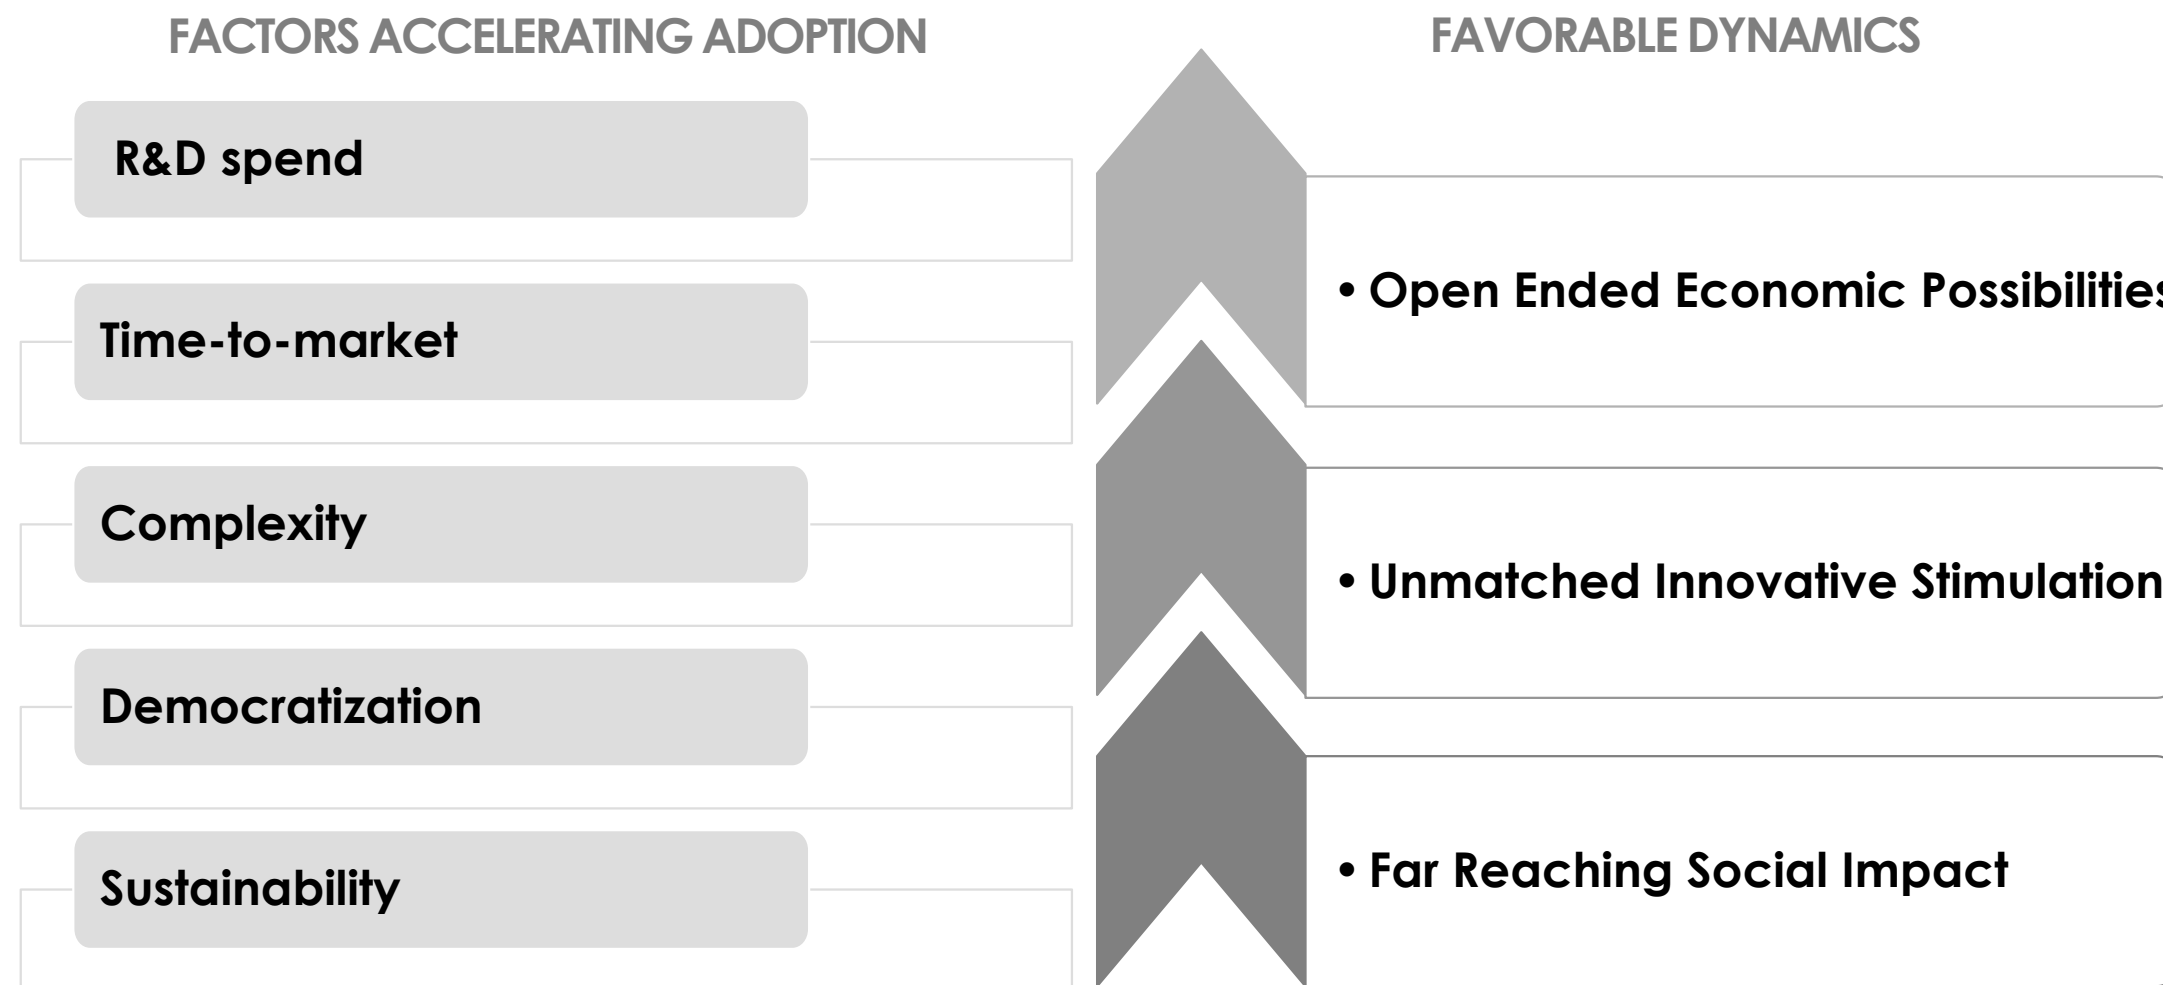 FACTORS ACCELERATING ADOPTION
R&D spend
Time-to-market
Complexity
Democratization
Sustainability
FAVORABLE DYNAMICS
• Open Ended Economic Possibilities
• Unmatched Innovative Stimulation
• Far Reaching Social Impact